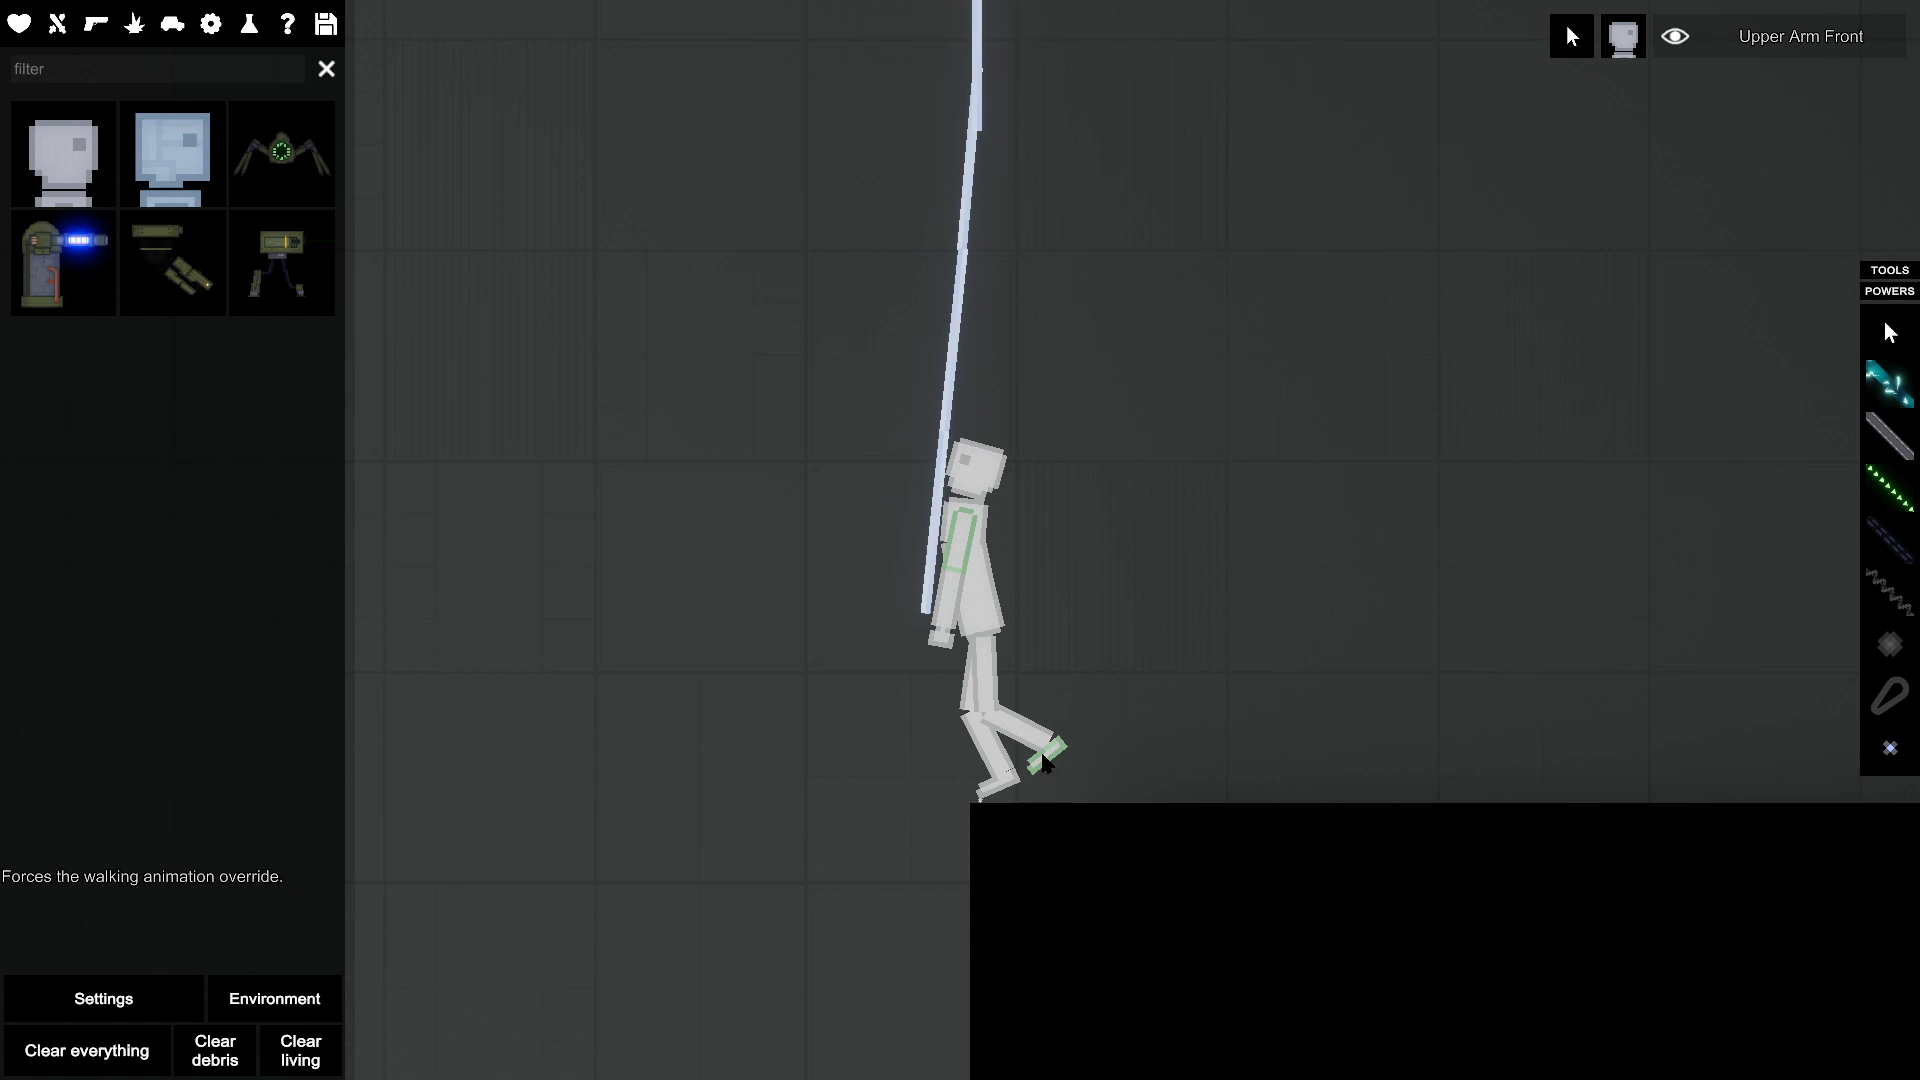 filter
Upper Arm Front
TOOLS
POWERS
Forces the walking animation override.
Settings
Environment
Clear everything
Clear debris
Clear living